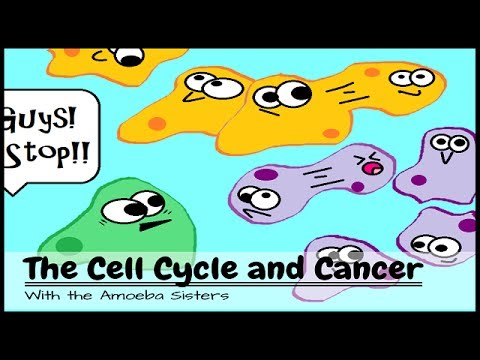 Guys!
Stop!!
The Cell Cycle and Cancer
With the Amoeba Sisters